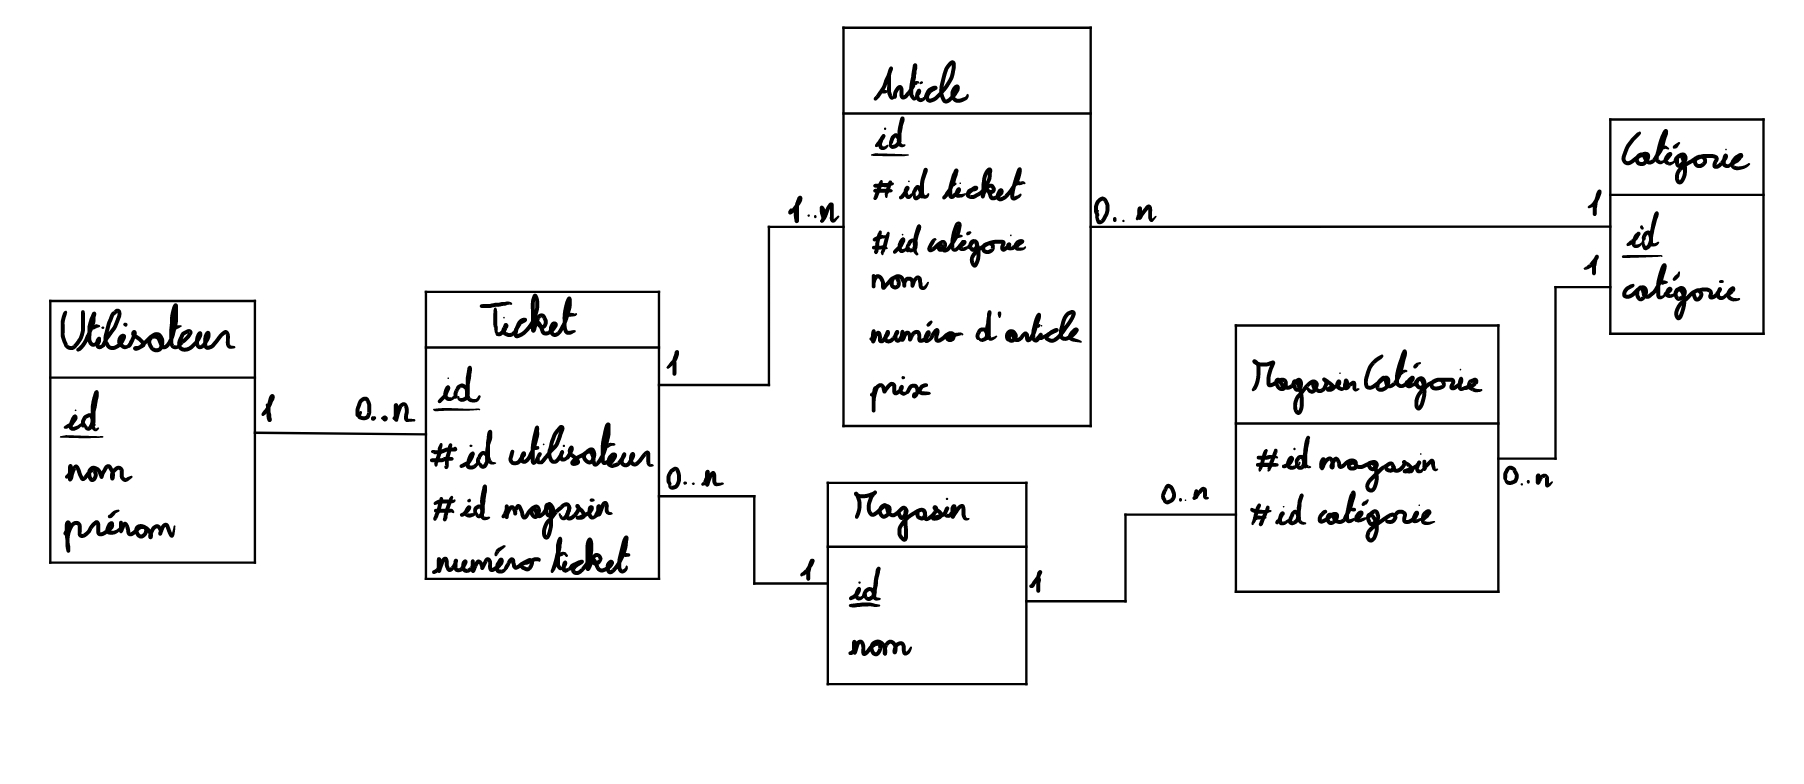 Utilisateur
id
nom
prénom
1
0..n
Ticket
id
#id utilisateur
#id magasin
numéro ticket
1
1..n
0..n
1
Article
id
#id ticket
#id catégorie
nom
numéro d'article
prix
0..n
1
Magasin
id
nom
1
0..n
Magasin Catégorie
#id magasin
#id catégorie
0..n
1
Catégorie
id
catégorie